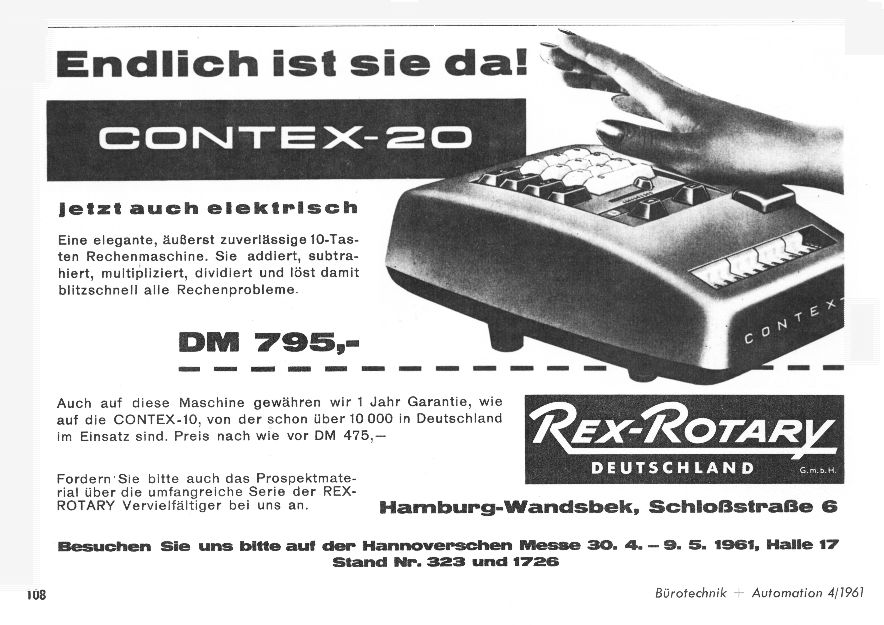 Endlich ist sie da!
CONTEX-20
jetzt auch elektrisch
Eine elegante, äußerst zuverlässige 10-Tas-
ten Rechenmaschine. Sie addiert, subtra-
hiert, multipliziert, dividiert und löst damit
blitzschnell alle Rechenprobleme.
DM 795,-
CONTEX-
Auch auf diese Maschine gewähren wir 1 Jahr Garantie, wie
auf die CONTEX-10, von der schon über 10 000 in Deutschland
im Einsatz sind. Preis nach wie vor DM 475,—
REX-ROTARY
DEUTSCHLAND G.m.b.H.
Fordern Sie bitte auch das Prospektmate-
rial über die umfangreiche Serie der REX-
ROTARY Vervielfältiger bei uns an.
Hamburg-Wandsbek, Schloßstraße 6
Besuchen Sie uns bitte auf der Hannoverschen Messe 30. 4. – 9. 5. 1961, Halle 17
Stand Nr. 323 und 1726
108
Bürotechnik + Automation 4/1961